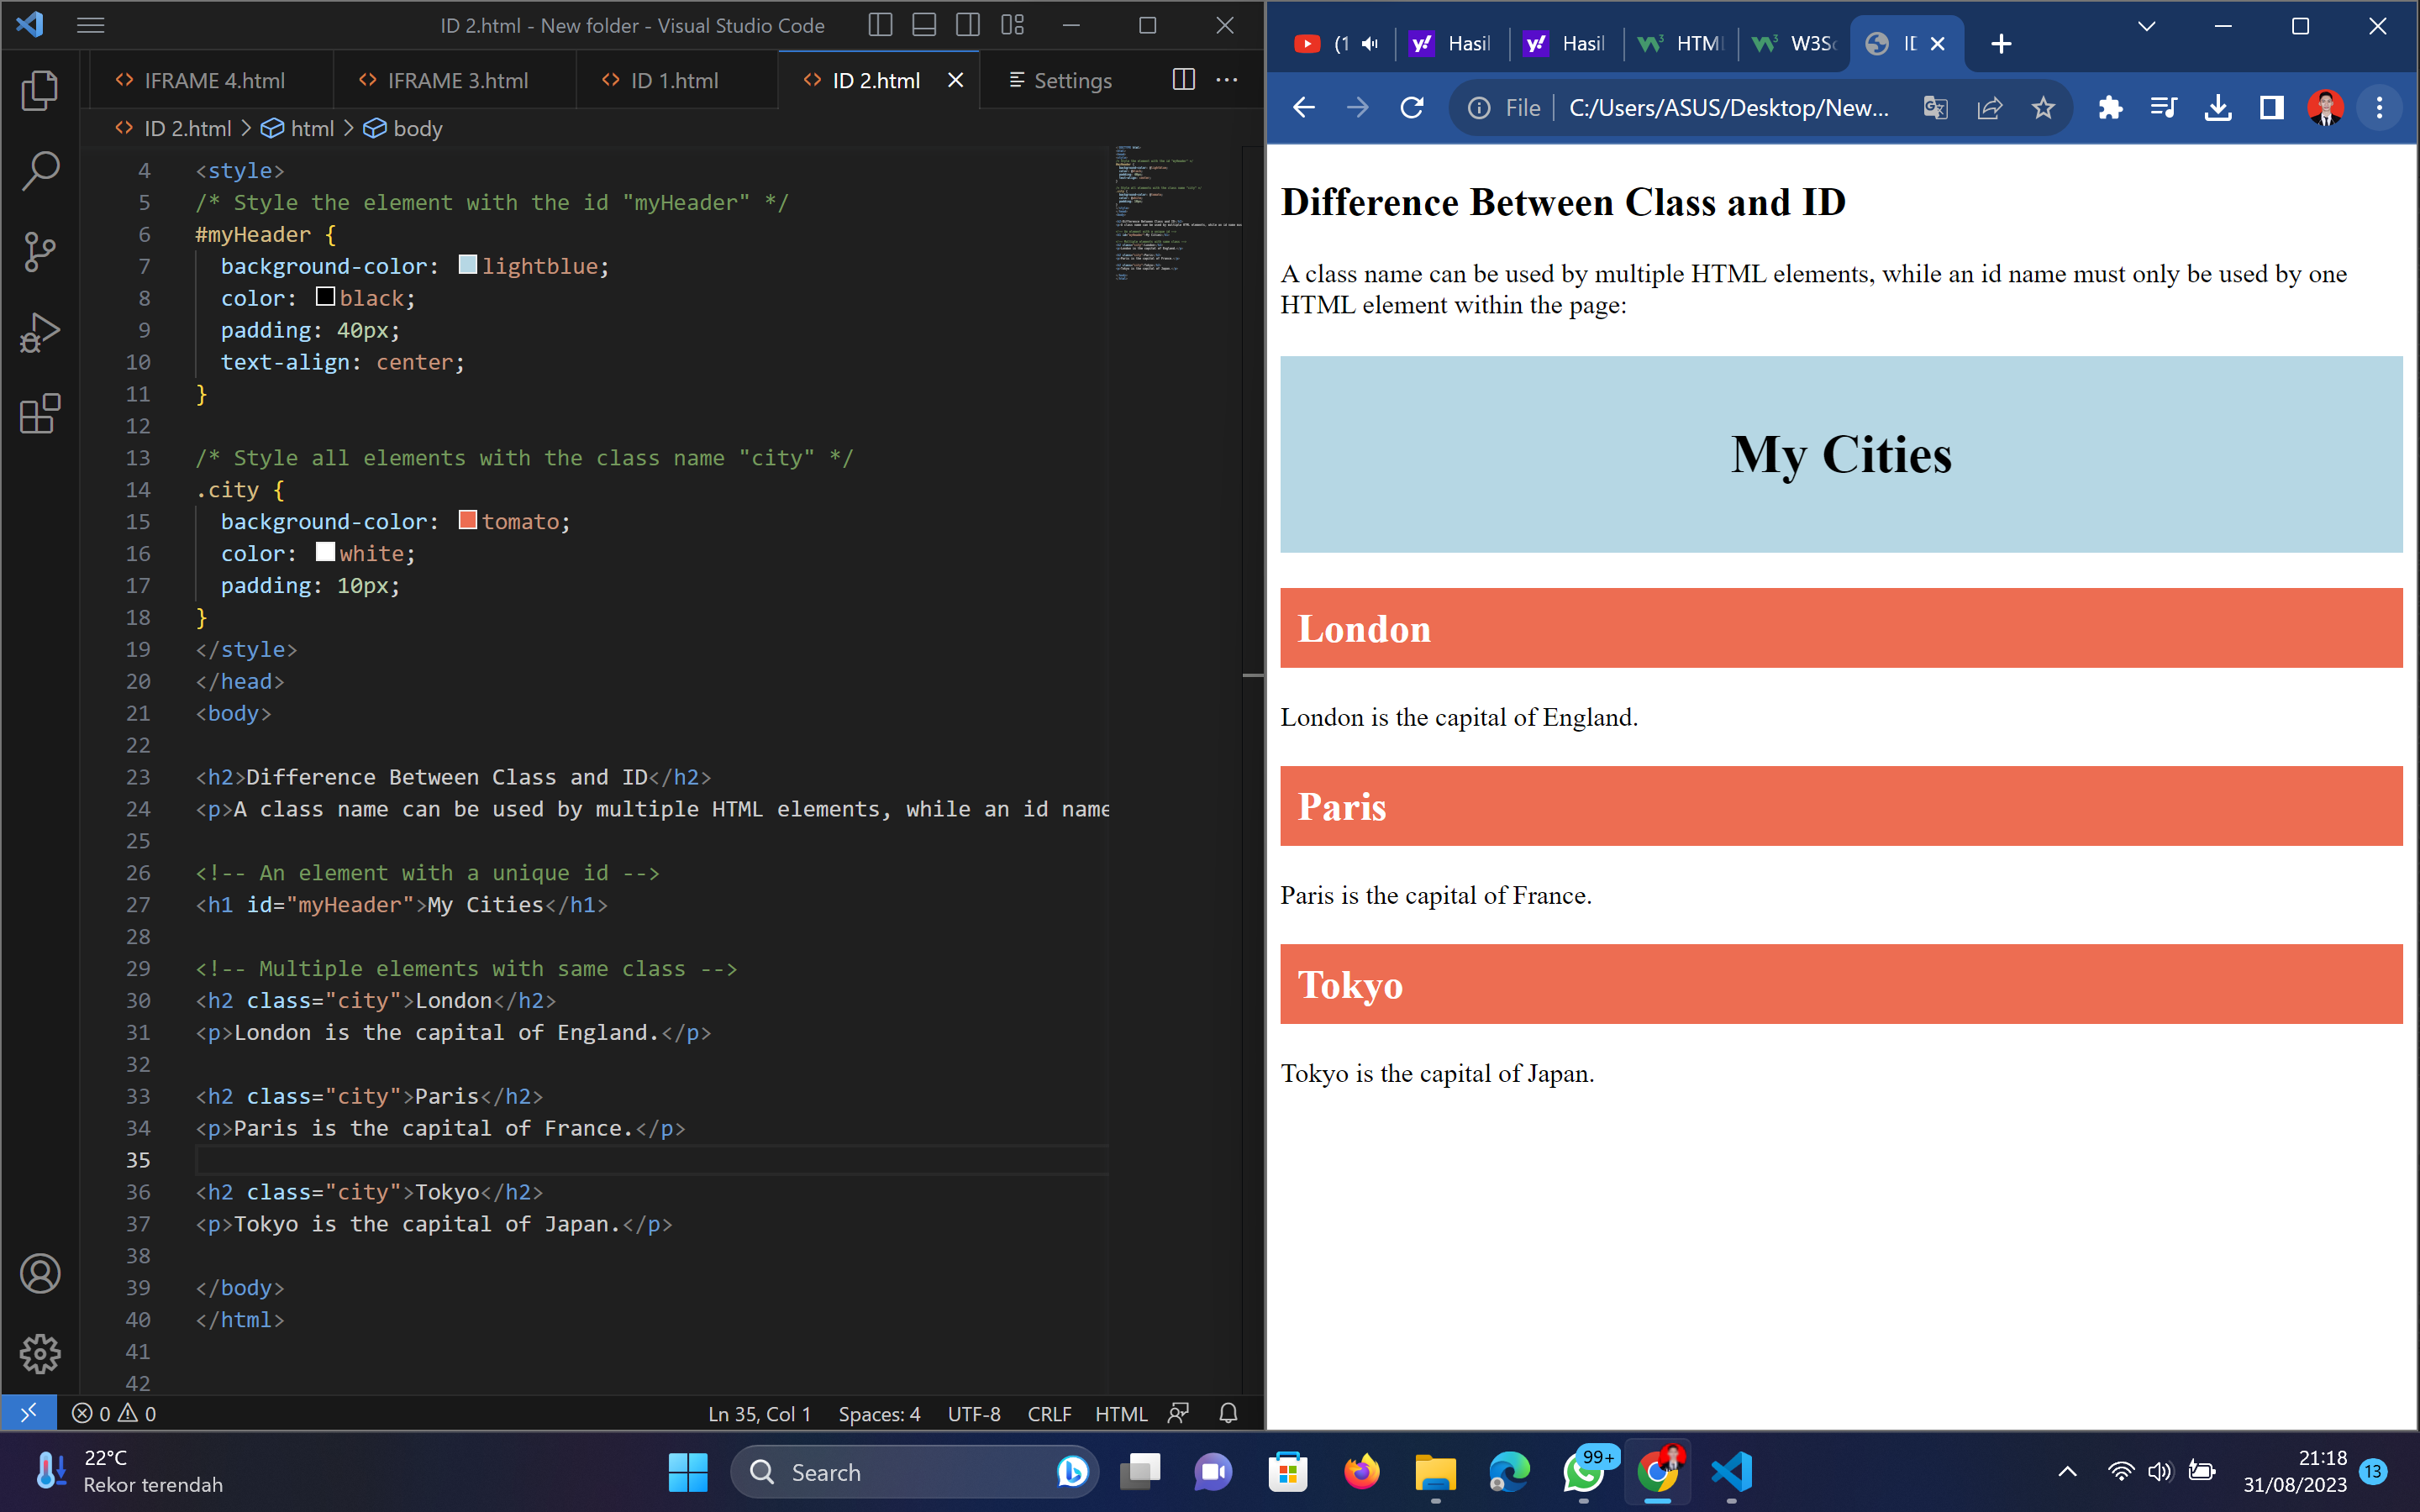 ID 2.html - New folder - Visual Studio Code
IFRAME 4.html
IFRAME 3.html
ID 1.html
ID 2.html
Settings
ID 2.html > html > body
4 <style>
5 /* Style the element with the id "myHeader" */
6 #myHeader {
7 background-color: lightblue;
8 color: black;
9 padding: 40px;
10 text-align: center;
11 }
12
13 /* Style all elements with the class name "city" */
14 .city {
15 background-color: tomato;
16 color: white;
17 padding: 10px;
18 }
19 </style>
20 </head>
21 <body>
22
23 <h2>Difference Between Class and ID</h2>
24 <p>A class name can be used by multiple HTML elements, while an id name
25
26 <!-- An element with a unique id -->
27 <h1 id="myHeader">My Cities</h1>
28
29 <!-- Multiple elements with same class -->
30 <h2 class="city">London</h2>
31 <p>London is the capital of England.</p>
32
33 <h2 class="city">Paris</h2>
34 <p>Paris is the capital of France.</p>
35
36 <h2 class="city">Tokyo</h2>
37 <p>Tokyo is the capital of Japan.</p>
38
39 </body>
40 </html>
41
42
0 0
Ln 35, Col 1 Spaces: 4 UTF-8 CRLF HTML
(1
Hasil
Hasil
HTM
W3Sc
ID
File C:/Users/ASUS/Desktop/New...
Difference Between Class and ID
A class name can be used by multiple HTML elements, while an id name must only be used by one
HTML element within the page:
My Cities
London
London is the capital of England.
Paris
Paris is the capital of France.
Tokyo
Tokyo is the capital of Japan.
22°C
Rekor terendah
Search
99+
21:18
31/08/2023
13